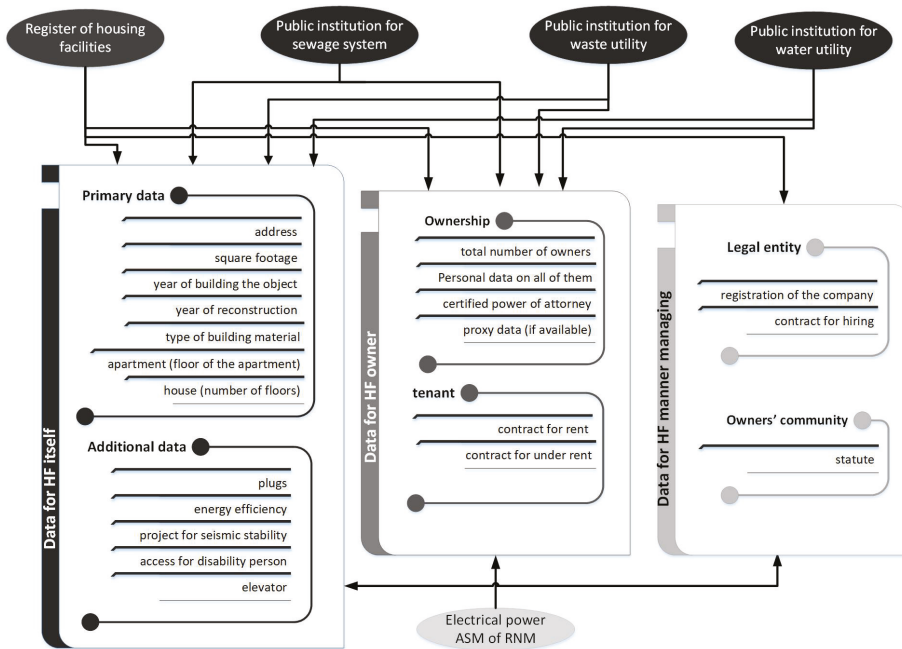 Register of housing
facilities
Public institution for
sewage system
Public institution for
waste utility
Public institution for
water utility
Data for HF itself
Primary data
address
square footage
year of building the object
year of reconstruction
type of building material
apartment (floor of the apartment)
house (number of floors)
Additional data
plugs
energy efficiency
project for seismic stability
access for disability person
elevator
Data for HF owner
Ownership
total number of owners
Personal data on all of them
certified power of attorney
proxy data (if available)
tenant
contract for rent
contract for under rent
Data for HF manner managing
Legal entity
registration of the company
contract for hiring
Owners' community
statute
Electrical power
ASM of RNM